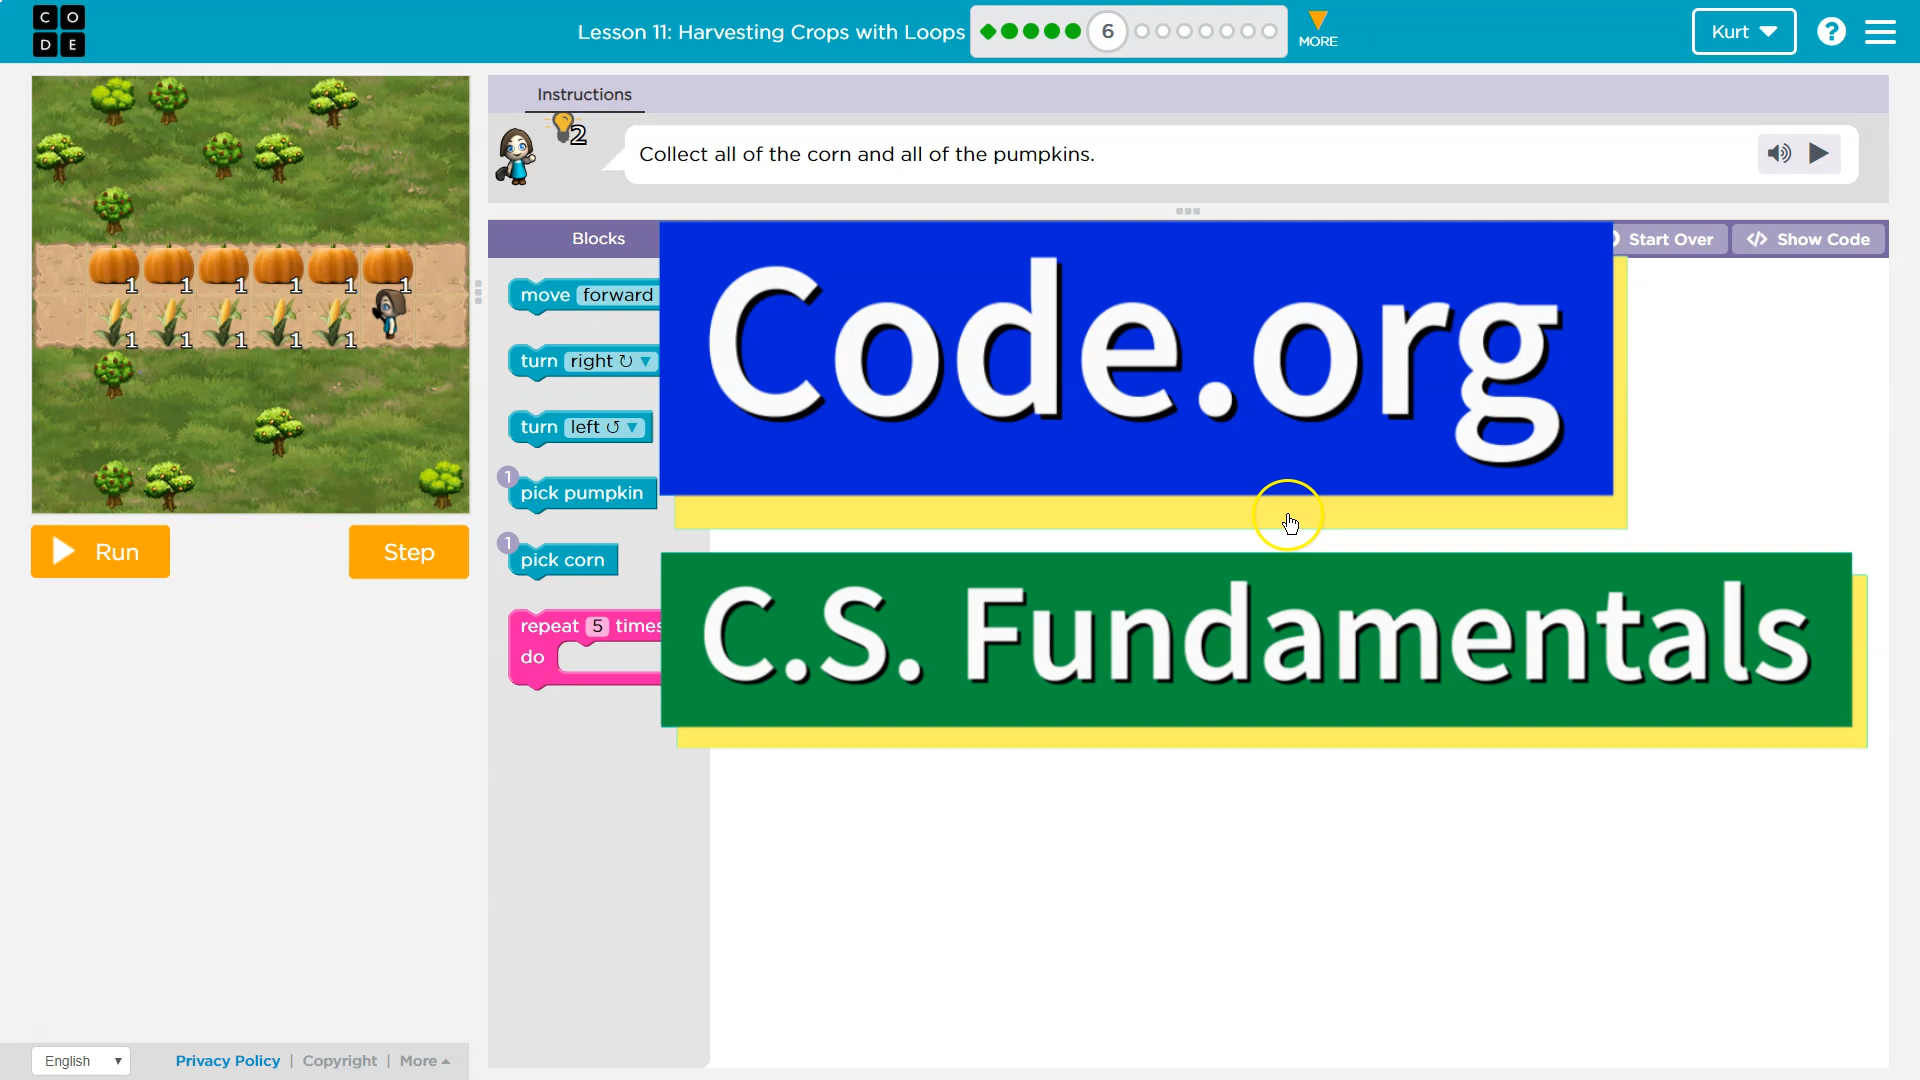 CO
DE
Lesson 11: Harvesting Crops with Loops
6
MORE
Kurt
?
Instructions
2
Collect all of the corn and all of the pumpkins.
Blocks
Start Over
</> Show Code
move forward
turn right ↻ ▼
turn left ↺ ▼
1
pick pumpkin
1
pick corn
repeat 5 times
do
1 1 1 1 1 1
1 1 1 1 1
Run
Step
Code.org
C.S. Fundamentals
English
Privacy Policy | Copyright | More